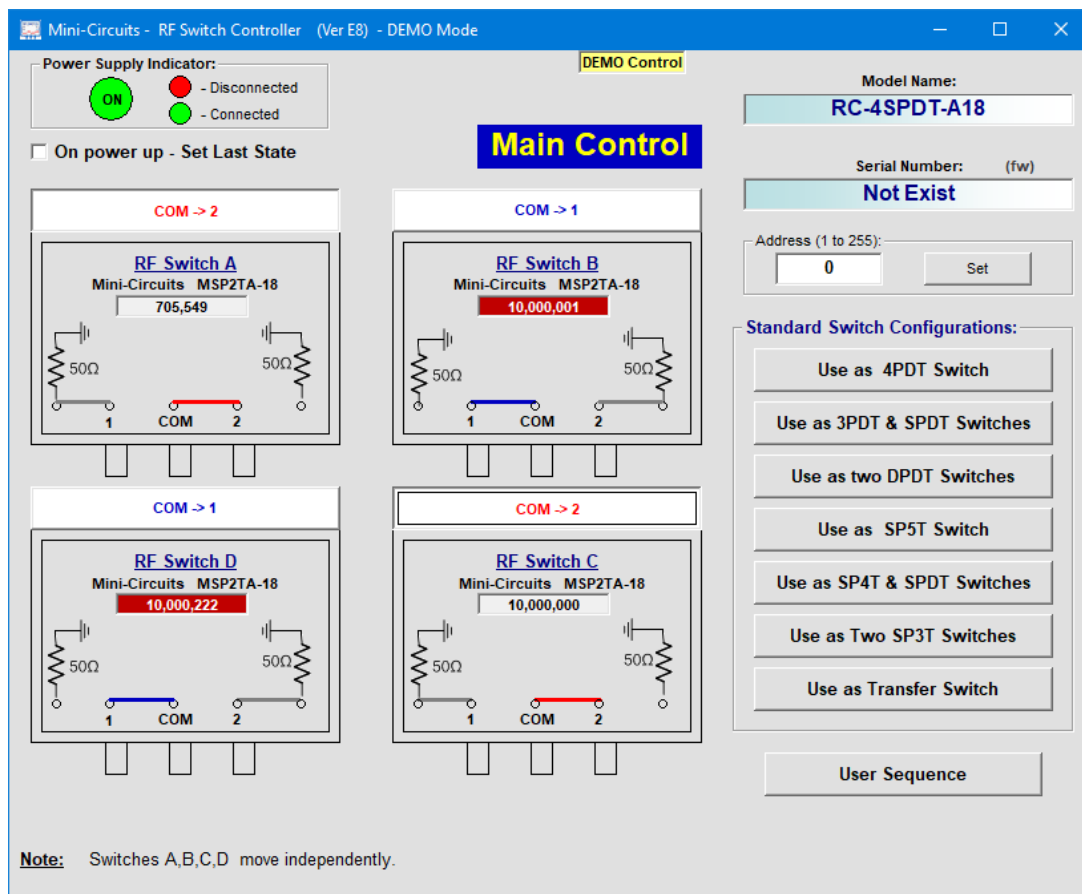 Mini-Circuits - RF Switch Controller (Ver E8) - DEMO Mode
Power Supply Indicator:
ON
- Disconnected
- Connected
DEMO Control
On power up - Set Last State
Main Control
Model Name:
RC-4SPDT-A18
Serial Number: (fw)
Not Exist
Address (1 to 255):
0 Set
COM -> 2
RF Switch A
Mini-Circuits MSP2TA-18
705,549
50Ω 50Ω
1 COM 2
COM -> 1
RF Switch B
Mini-Circuits MSP2TA-18
10,000,001
50Ω 50Ω
1 COM 2
COM -> 1
RF Switch D
Mini-Circuits MSP2TA-18
10,000,222
50Ω 50Ω
1 COM 2
COM -> 2
RF Switch C
Mini-Circuits MSP2TA-18
10,000,000
50Ω 50Ω
1 COM 2
Standard Switch Configurations:
Use as 4PDT Switch
Use as 3PDT & SPDT Switches
Use as two DPDT Switches
Use as SP5T Switch
Use as SP4T & SPDT Switches
Use as Two SP3T Switches
Use as Transfer Switch
User Sequence
Note: Switches A,B,C,D move independently.